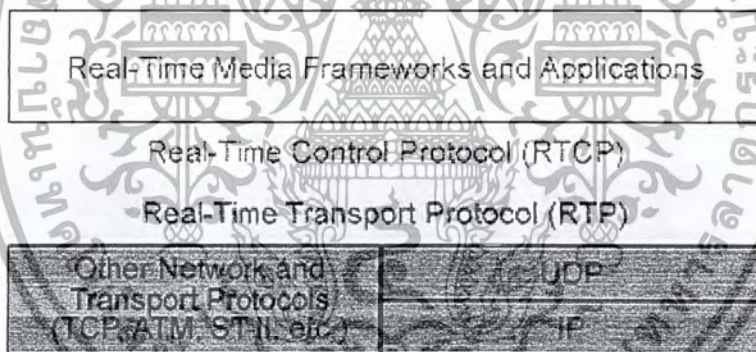 Real-Time Media Frameworks and Applications
Real-Time Control Protocol (RTCP)
Real-Time Transport Protocol (RTP)
Other Network and
Transport Protocols
(TCP, ATM, ST-II, etc.)
UDP
IP